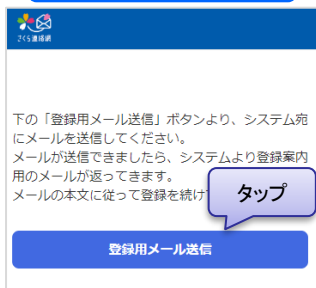 さくら連絡網
下の「登録用メール送信」ボタンより、システム宛
にメールを送信してください。
メールが送信できましたら、システムより登録案内
用のメールが返ってきます。
メールの本文に従って登録を続け
タップ
登録用メール送信